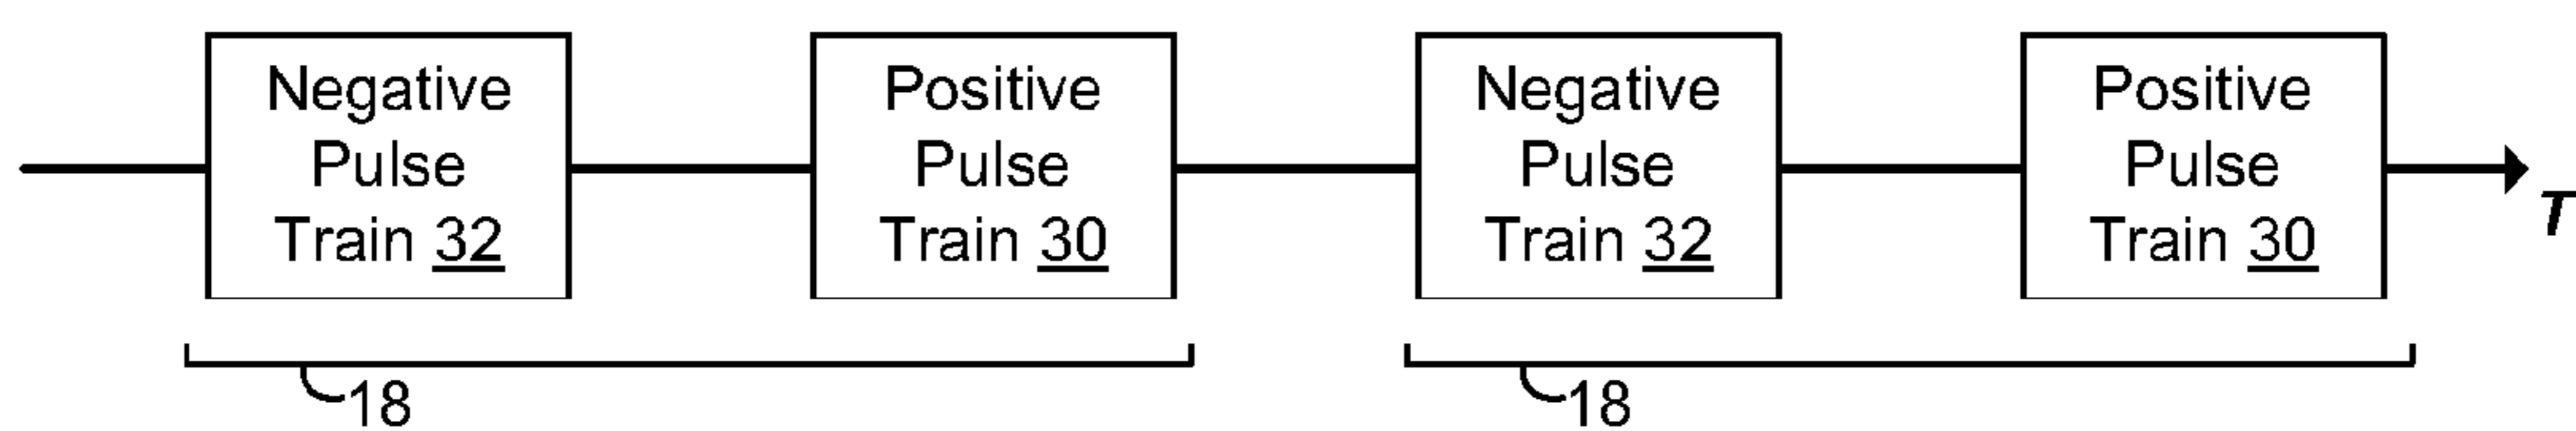 Negative
Pulse
Train 32
Positive
Pulse
Train 30
Negative
Pulse
Train 32
Positive
Pulse
Train 30
T
18
18